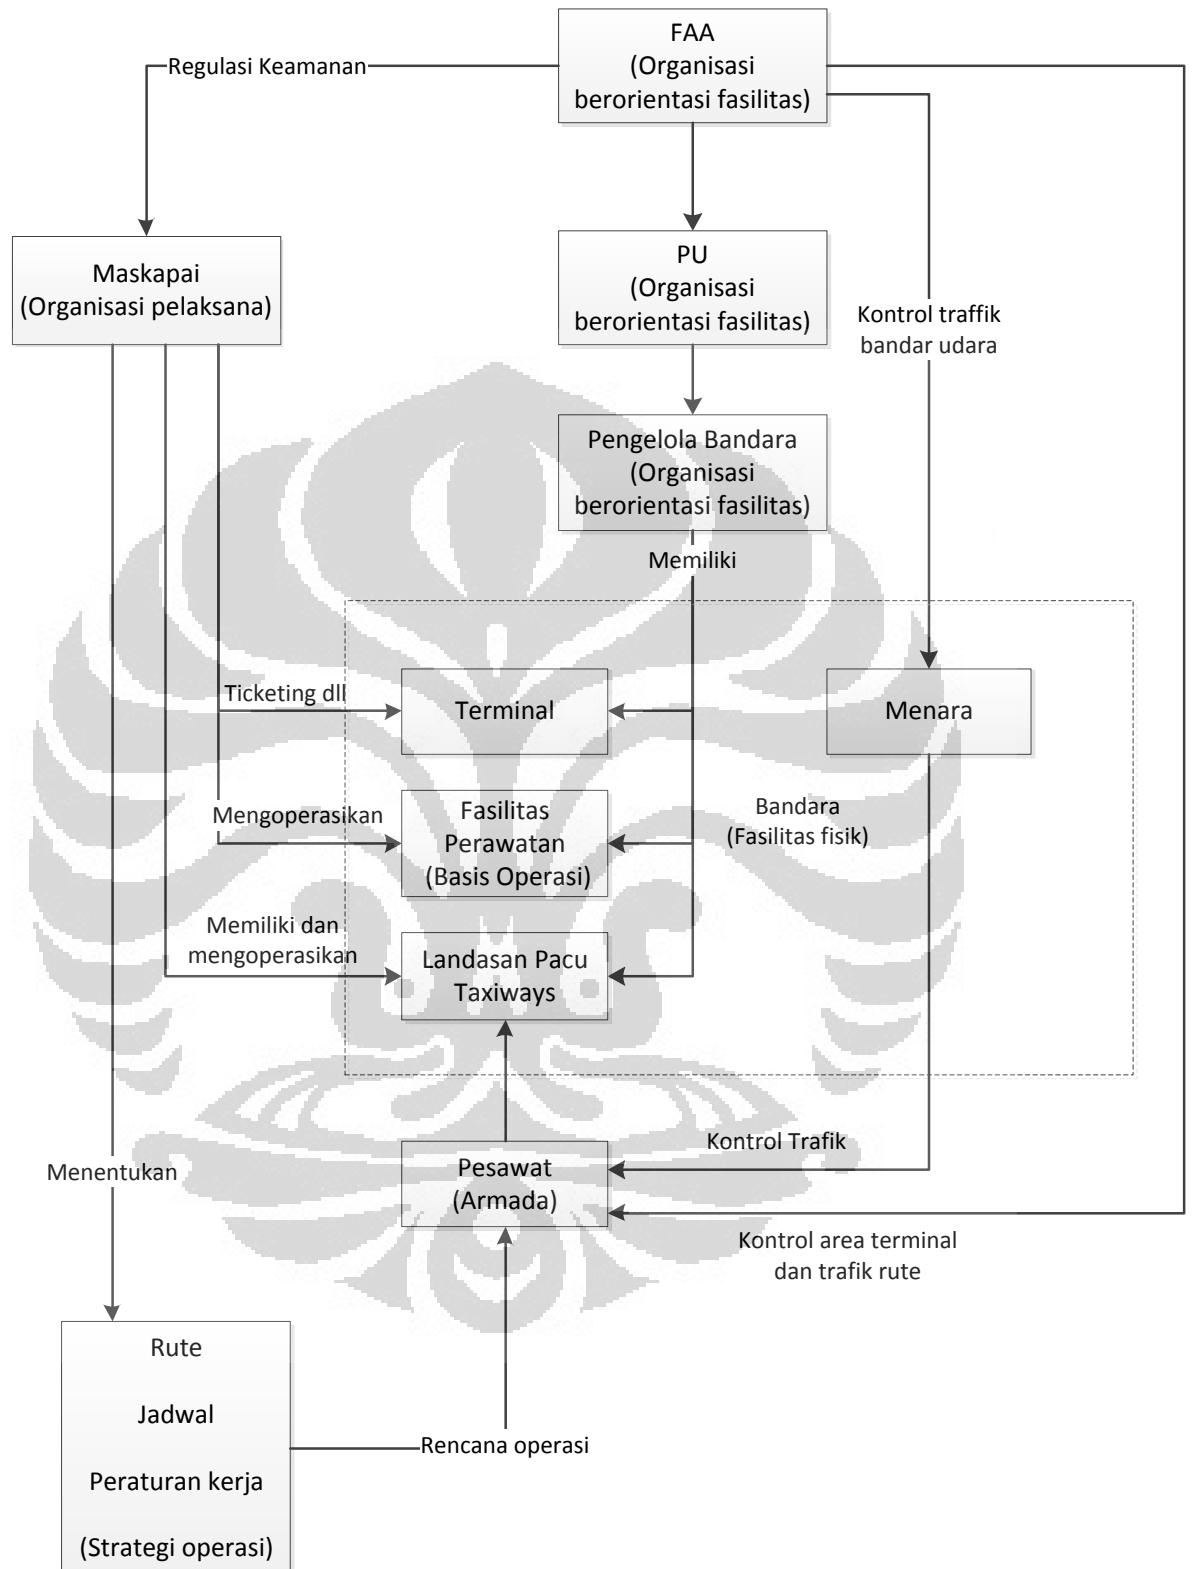 FAA
(Organisasi
berorientasi fasilitas)
Regulasi Keamanan
Maskapai
(Organisasi pelaksana)
PU
(Organisasi
berorientasi fasilitas)
Kontrol traffik
bandar udara
Pengelola Bandara
(Organisasi
berorientasi fasilitas)
Memiliki
Ticketing dll
Terminal
Menara
Mengoperasikan
Fasilitas
Perawatan
(Basis Operasi)
Bandara
(Fasilitas fisik)
Memiliki dan
mengoperasikan
Landasan Pacu
Taxiways
Kontrol Trafik
Menentukan
Pesawat
(Armada)
Kontrol area terminal
dan trafik rute
Rute
Jadwal
Peraturan kerja
(Strategi operasi)
Rencana operasi